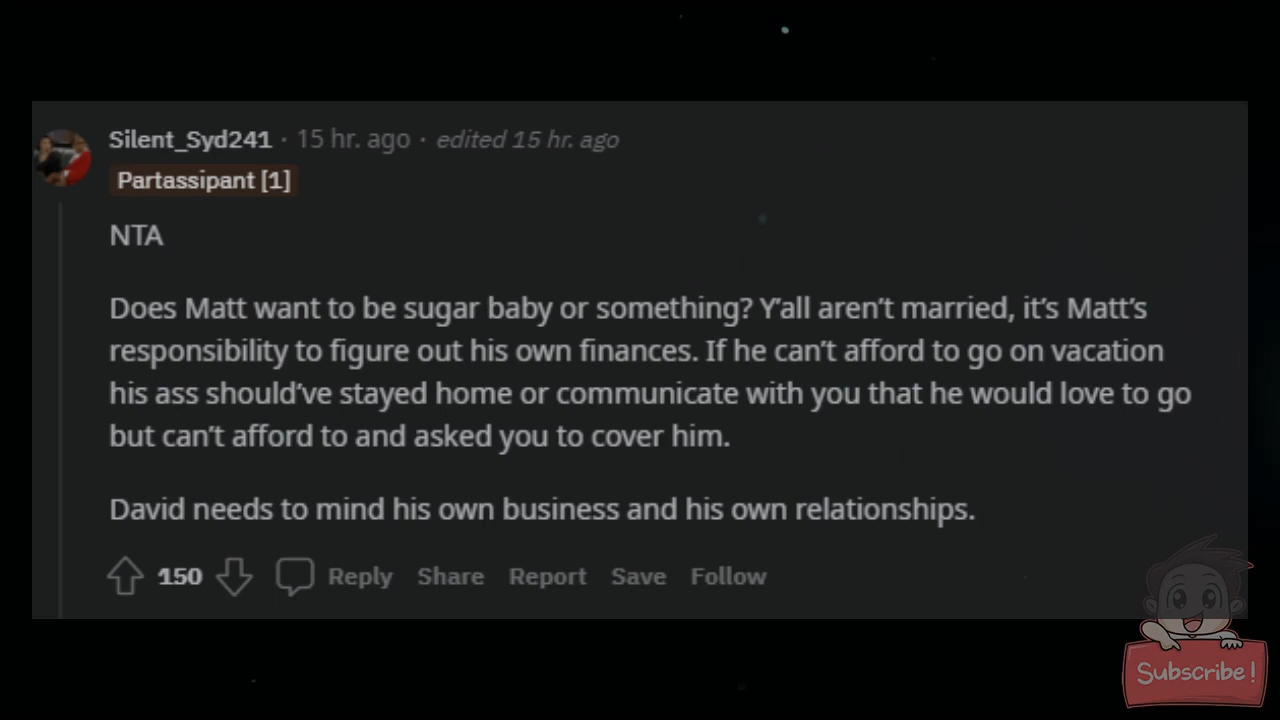 Silent_Syd241 · 15 hr. ago · edited 15 hr. ago
Partassipant [1]
NTA
Does Matt want to be sugar baby or something? Y'all aren't married, it's Matt's
responsibility to figure out his own finances. If he can't afford to go on vacation
his ass should've stayed home or communicate with you that he would love to go
but can't afford to and asked you to cover him.
David needs to mind his own business and his own relationships.
150 Reply Share Report Save Follow
Subscribe!